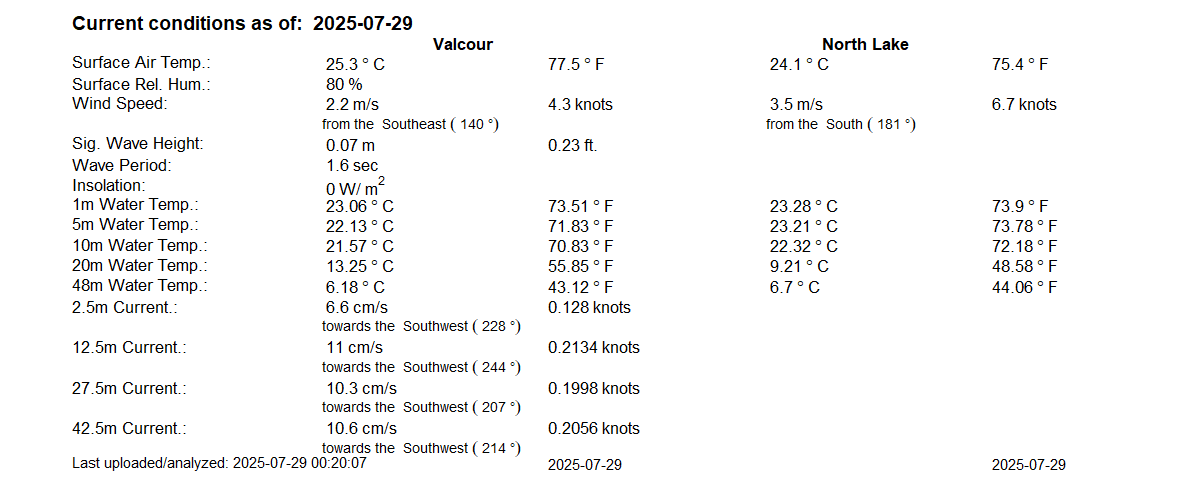 Current conditions as of: 2025-07-29
Valcour North Lake
Surface Air Temp.: 25.3 ° C 77.5 ° F 24.1 ° C 75.4 ° F
Surface Rel. Hum.: 80 %
Wind Speed: 2.2 m/s 4.3 knots 3.5 m/s 6.7 knots
from the Southeast ( 140 °) from the South ( 181 °)
Sig. Wave Height: 0.07 m 0.23 ft.
Wave Period: 1.6 sec
Insolation: 0 W/ m2
1m Water Temp.: 23.06 ° C 73.51 ° F 23.28 ° C 73.9 ° F
5m Water Temp.: 22.13 ° C 71.83 ° F 23.21 ° C 73.78 ° F
10m Water Temp.: 21.57 ° C 70.83 ° F 22.32 ° C 72.18 ° F
20m Water Temp.: 13.25 ° C 55.85 ° F 9.21 ° C 48.58 ° F
48m Water Temp.: 6.18 ° C 43.12 ° F 6.7 ° C 44.06 ° F
2.5m Current.: 6.6 cm/s 0.128 knots
towards the Southwest ( 228 °)
12.5m Current.: 11 cm/s 0.2134 knots
towards the Southwest ( 244 °)
27.5m Current.: 10.3 cm/s 0.1998 knots
towards the Southwest ( 207 °)
42.5m Current.: 10.6 cm/s 0.2056 knots
towards the Southwest ( 214 °)
Last uploaded/analyzed: 2025-07-29 00:20:07 2025-07-29 2025-07-29